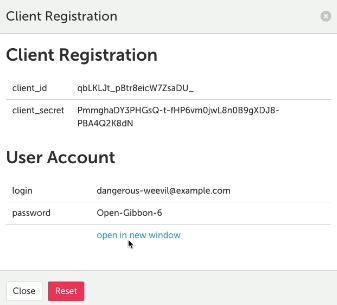 Client Registration
Client Registration
client_id qbLKLJt_pBtr8eicW7ZsaDU_
client_secret PmmghaDY3PHGsQ-t-fHP6vm0jwL8n0B9gXDJ8-
PBA4Q2K8dN
User Account
login dangerous-weevil@example.com
password Open-Gibbon-6
open in new window
Close Reset